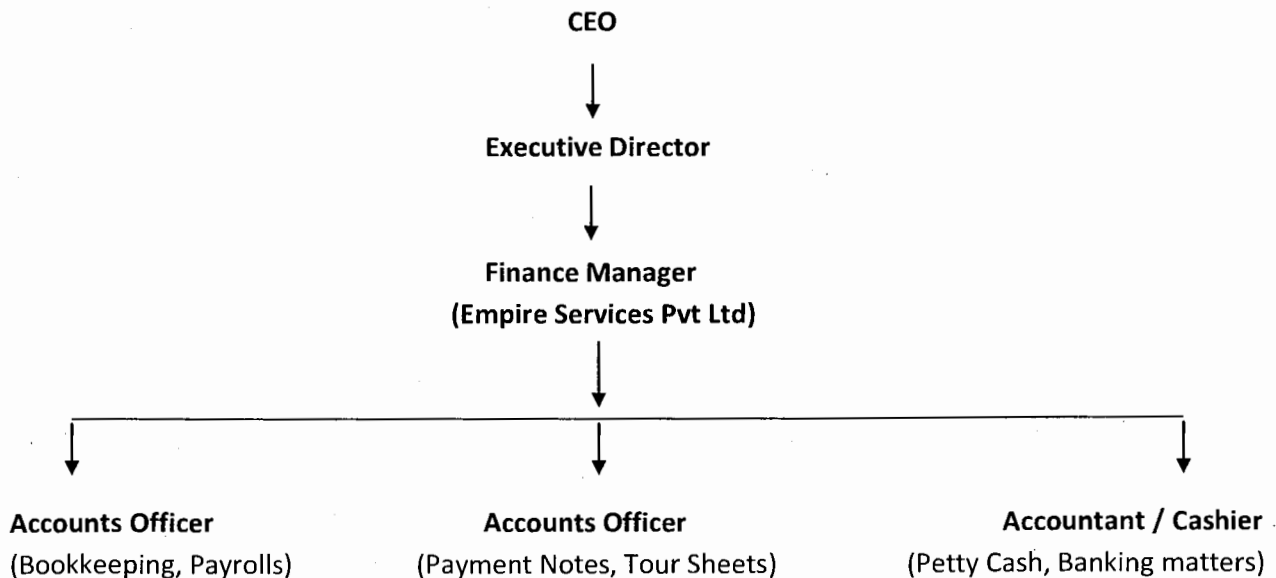 CEO
Executive Director
Finance Manager
(Empire Services Pvt Ltd)
Accounts Officer
(Bookkeeping, Payrolls)
Accounts Officer
(Payment Notes, Tour Sheets)
Accountant / Cashier
(Petty Cash, Banking matters)